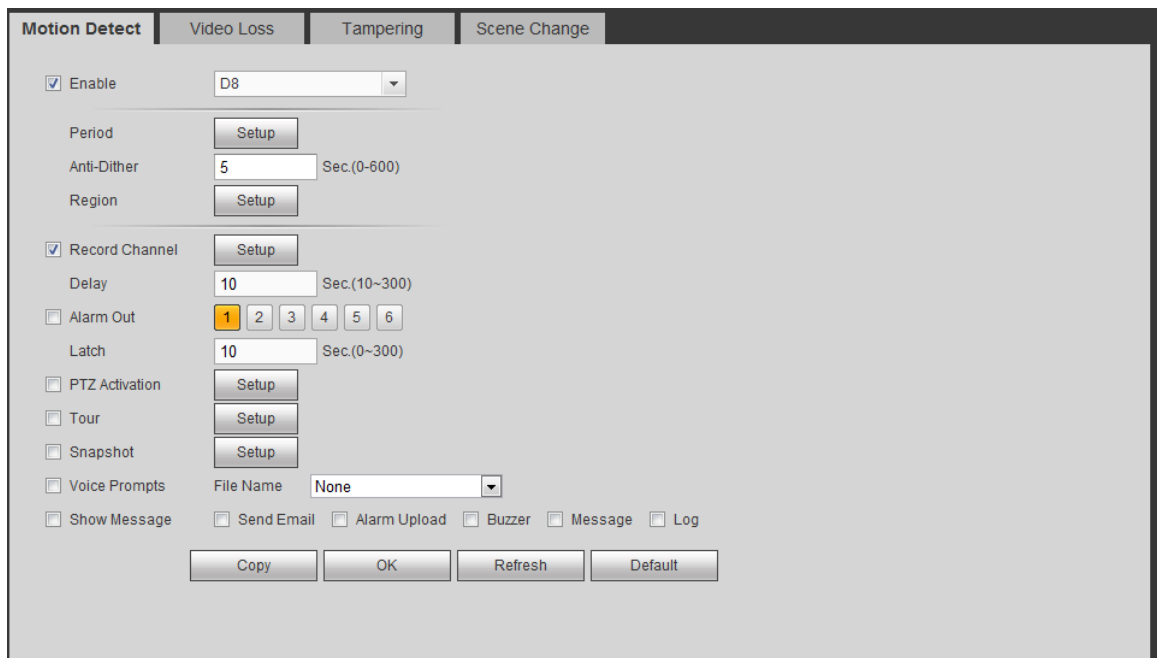 Motion Detect Video Loss Tampering Scene Change
Enable D8
Period Setup
Anti-Dither 5 Sec.(0-600)
Region Setup
Record Channel Setup
Delay 10 Sec.(10~300)
Alarm Out 1 2 3 4 5 6
Latch 10 Sec.(0~300)
PTZ Activation Setup
Tour Setup
Snapshot Setup
Voice Prompts File Name None
Show Message Send Email Alarm Upload Buzzer Message Log
Copy OK Refresh Default